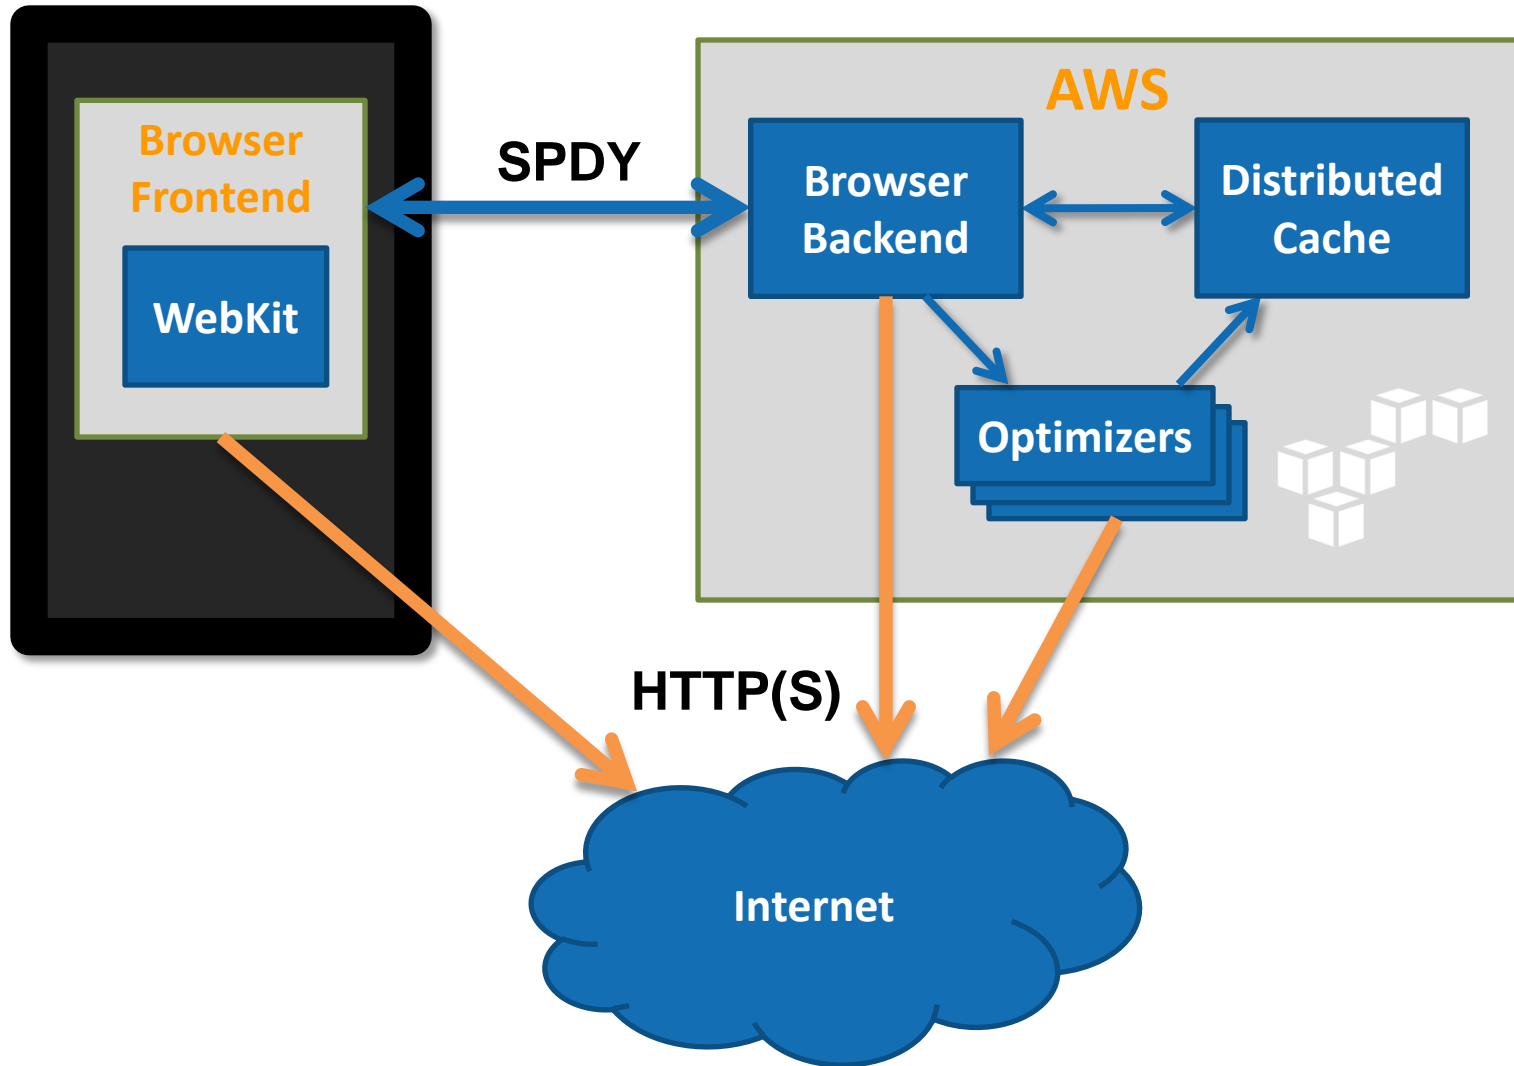 Browser
Frontend
WebKit
SPDY
AWS
Browser
Backend
Distributed
Cache
Optimizers
HTTP(S)
Internet